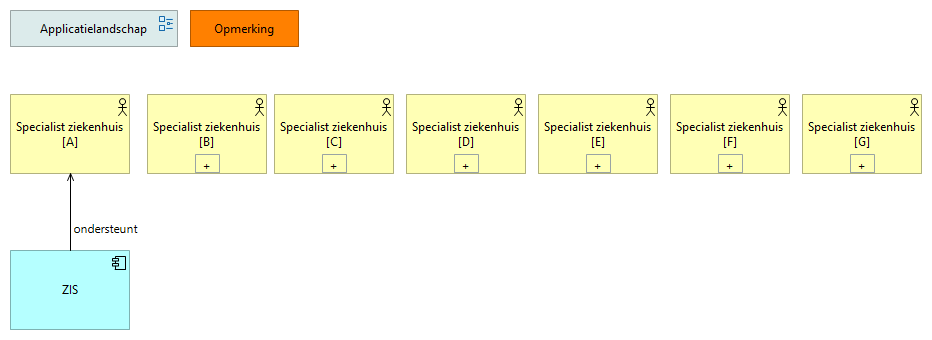 Applicatielandschap
Opmerking
Specialist ziekenhuis
[A]
Specialist ziekenhuis
[B]
+
Specialist ziekenhuis
[C]
+
Specialist ziekenhuis
[D]
+
Specialist ziekenhuis
[E]
+
Specialist ziekenhuis
[F]
+
Specialist ziekenhuis
[G]
+
ondersteunt
ZIS